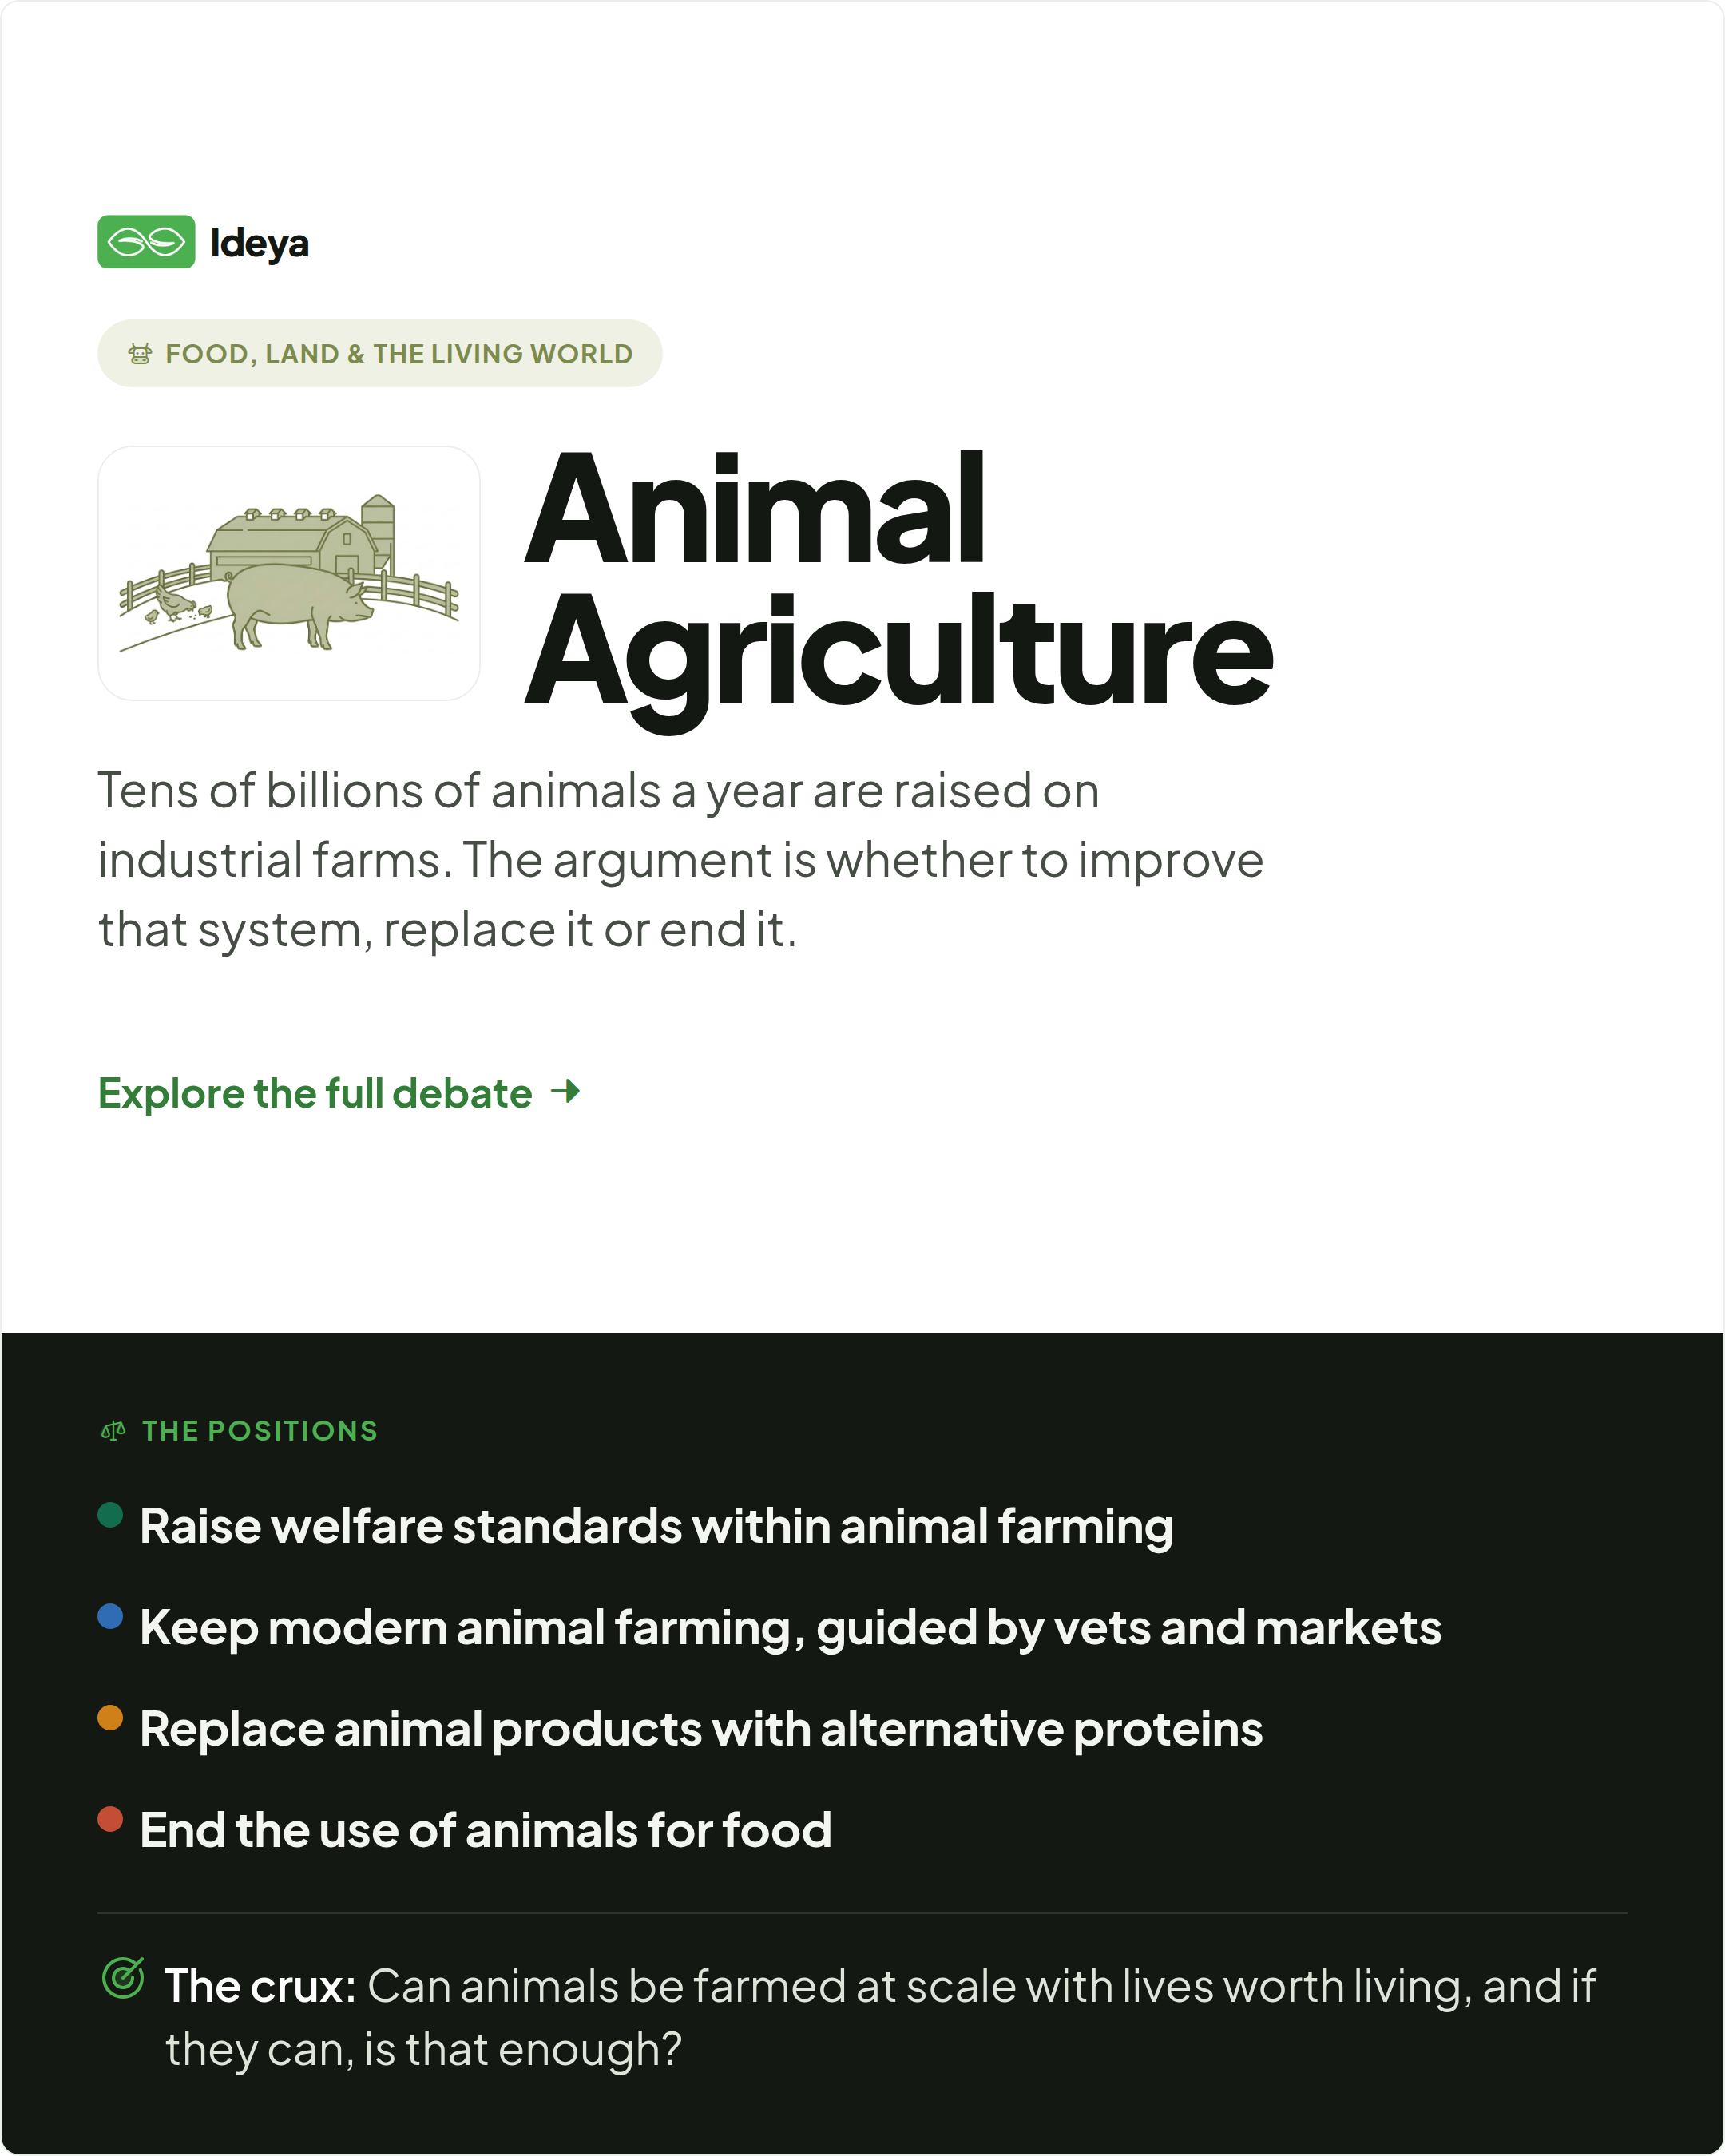 Ideya
FOOD, LAND & THE LIVING WORLD
Animal
Agriculture
Tens of billions of animals a year are raised on
industrial farms. The argument is whether to improve
that system, replace it or end it.
Explore the full debate
THE POSITIONS
Raise welfare standards within animal farming
Keep modern animal farming, guided by vets and markets
Replace animal products with alternative proteins
End the use of animals for food
The crux: Can animals be farmed at scale with lives worth living, and if
they can, is that enough?